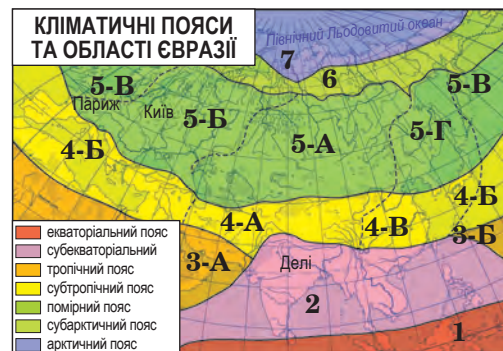 КЛІМАТИЧНІ ПОЯСИ
ТА ОБЛАСТІ ЄВРАЗІЇ
Північний Льодовитий океан
7
6
5-В
5-В
Париж
Київ
5-Б
5-Г
5-А
4-Б
4-Б
4-А
4-В
3-Б
3-А
Делі
2
1
екваторіальний пояс
субекваторіальний
тропічний пояс
субтропічний пояс
помірний пояс
субарктичний пояс
арктичний пояс